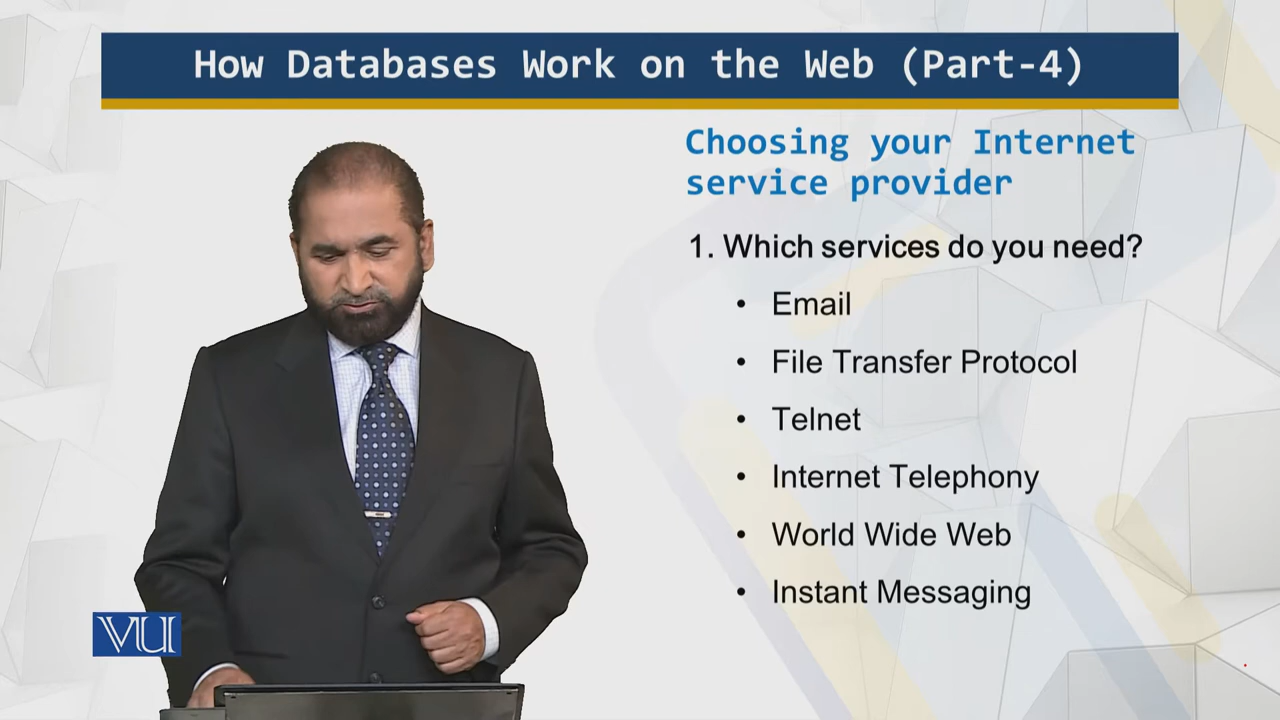 How Databases Work on the Web (Part-4)
Choosing your Internet
service provider
1. Which services do you need?
• Email
• File Transfer Protocol
• Telnet
• Internet Telephony
• World Wide Web
• Instant Messaging
VU